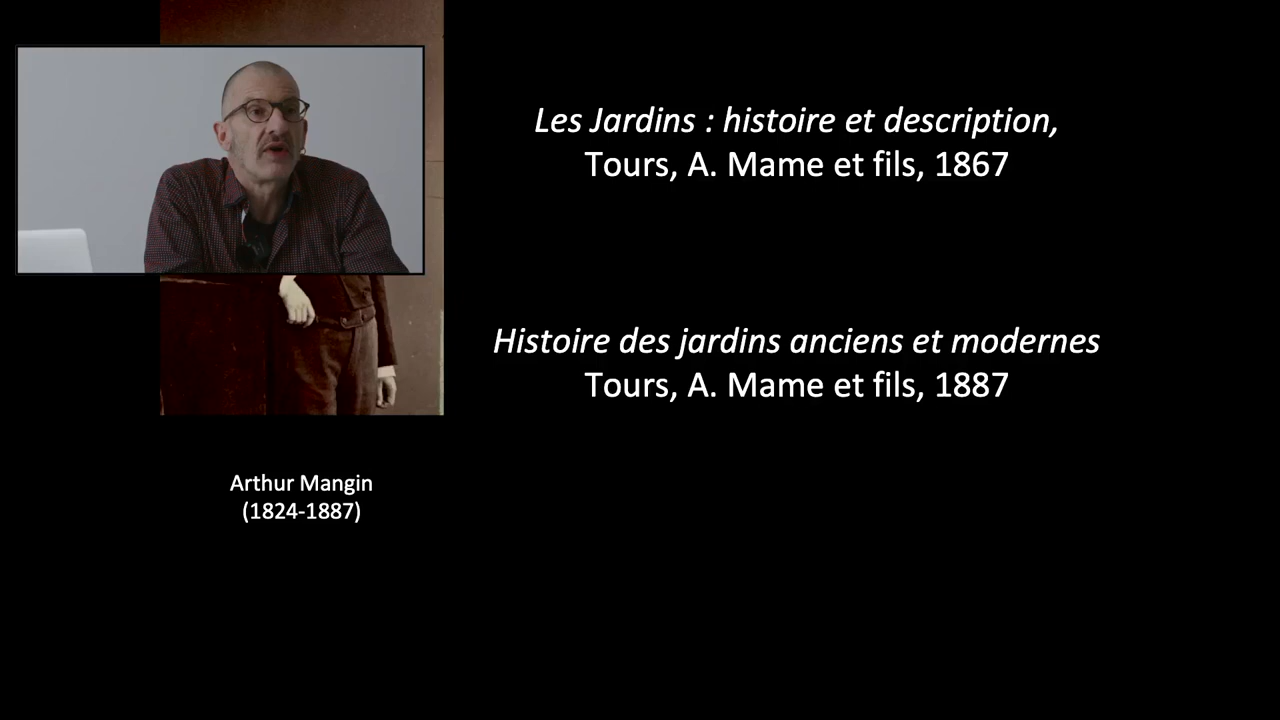 Les Jardins : histoire et description,
Tours, A. Mame et fils, 1867
Histoire des jardins anciens et modernes
Tours, A. Mame et fils, 1887
Arthur Mangin
(1824-1887)